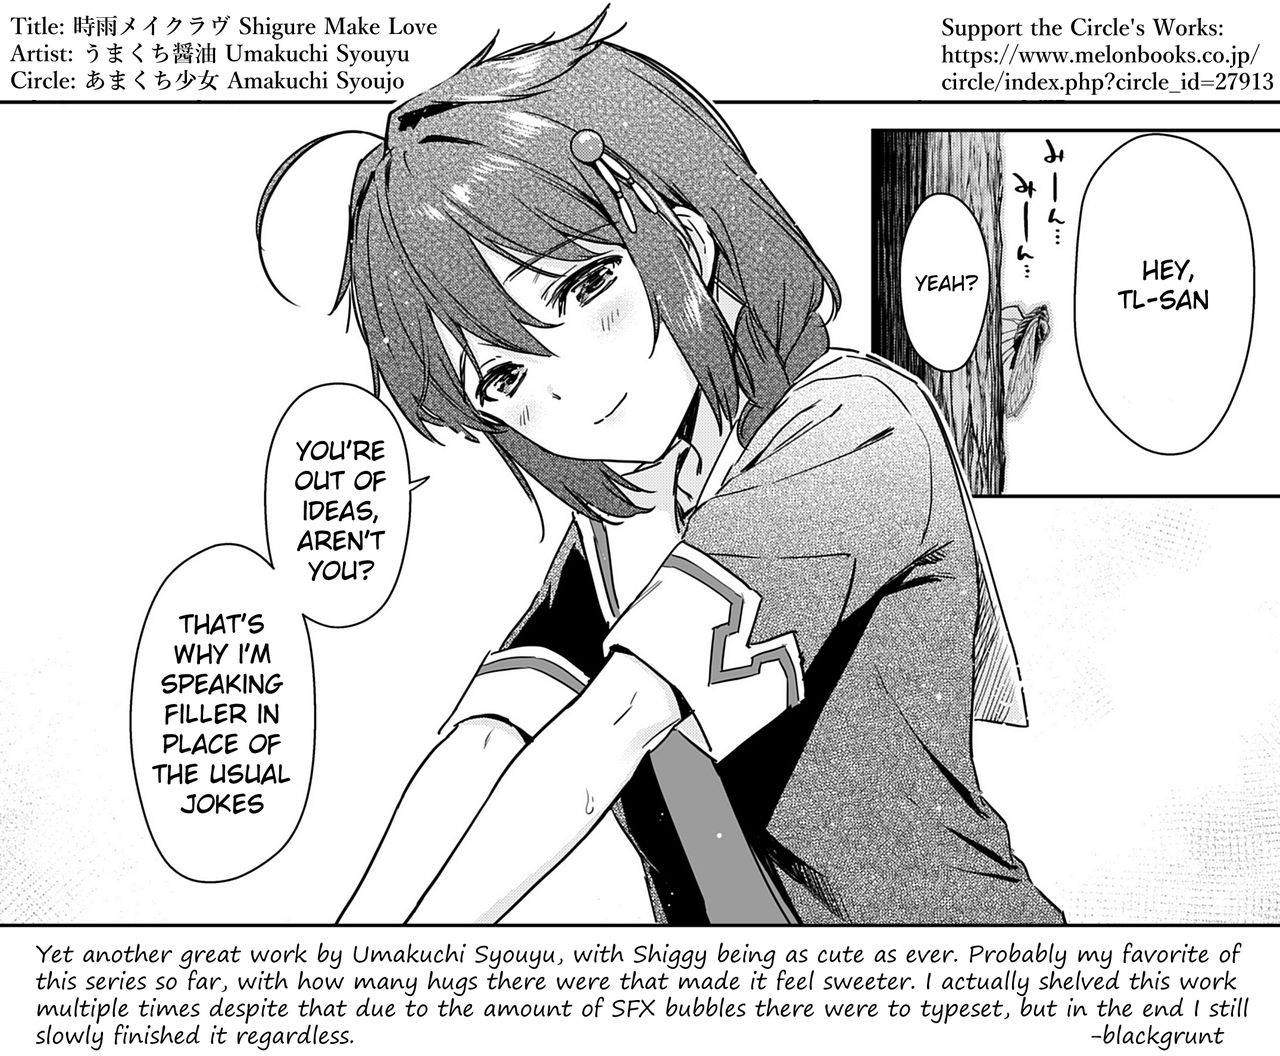 Title: 時雨メイクラヴ Shigure Make Love
Artist: うまくち醤油 Umakuchi Syouyu
Circle: あまくち少女 Amakuchi Syoujo
Support the Circle's Works:
https://www.melonbooks.co.jp/
circle/index.php?circle_id=27913
HEY,
TL-SAN
みーん…
みーん…
YEAH?
YOU'RE
OUT OF
IDEAS,
AREN'T
YOU?
THAT'S
WHY I'M
SPEAKING
FILLER IN
PLACE OF
THE USUAL
JOKES
Yet another great work by Umakuchi Syouyu, with Shiggy being as cute as ever. Probably my favorite of
this series so far, with how many hugs there were that made it feel sweeter. I actually shelved this work
multiple times despite that due to the amount of SFX bubbles there were to typeset, but in the end I still
slowly finished it regardless.
-blackgrunt